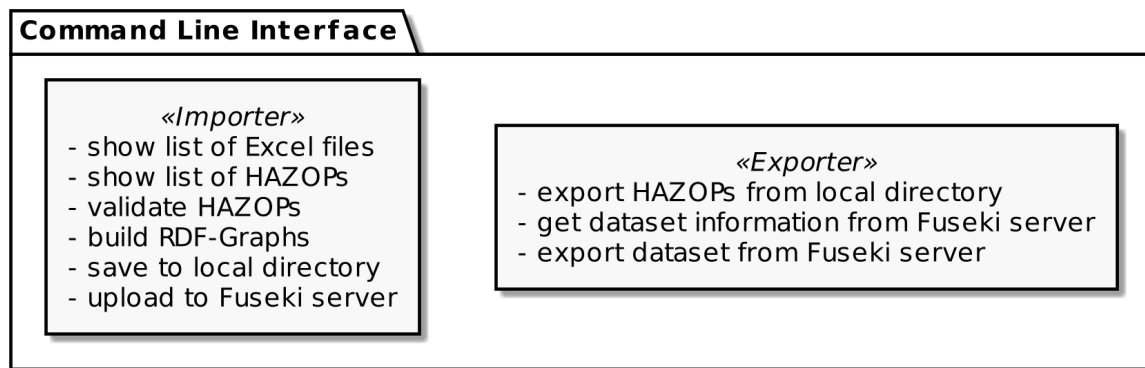 Command Line Interface
«Importer»
- show list of Excel files
- show list of HAZOPs
- validate HAZOPs
- build RDF-Graphs
- save to local directory
- upload to Fuseki server
«Exporter»
- export HAZOPs from local directory
- get dataset information from Fuseki server
- export dataset from Fuseki server